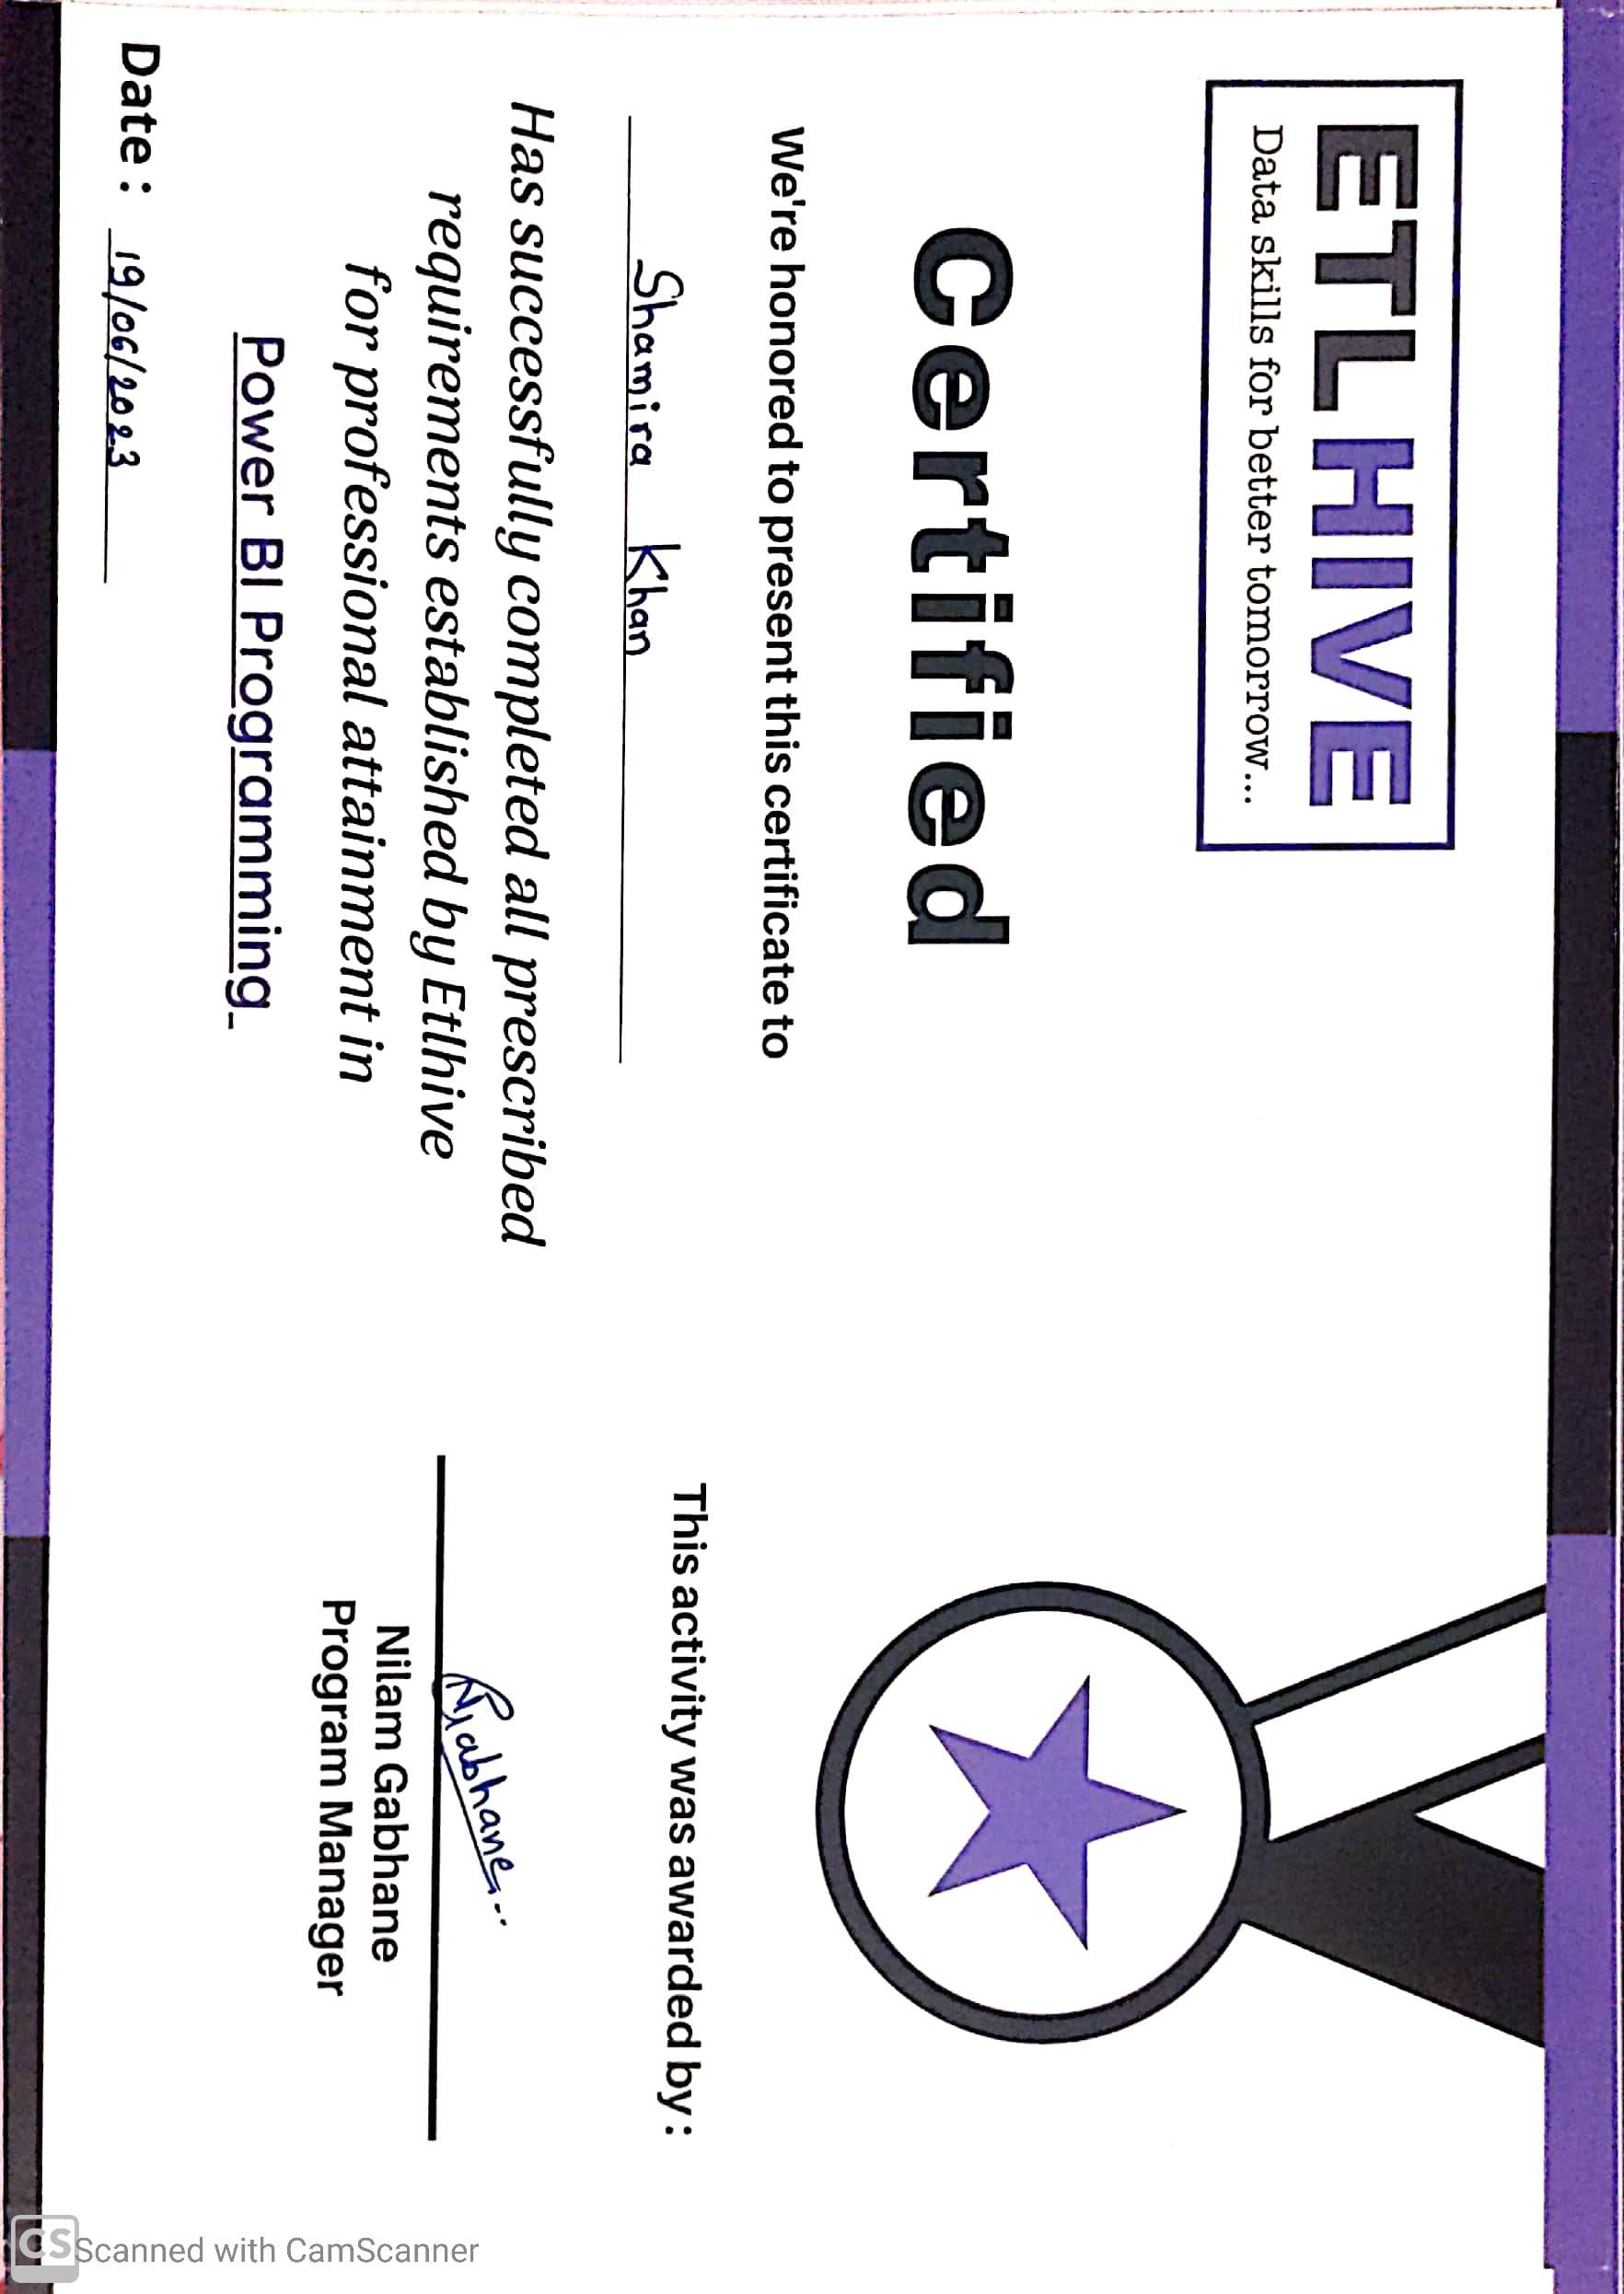 ETL HIVE
Data skills for better tomorrow...
Certified
We're honored to present this certificate to
Shamira Khan
Has successfully completed all prescribed
requirements established by Etlhive
for professional attainment in
Power BI Programming
Date : 19/06/2023
This activity was awarded by :
NGabhane
Nilam Gabhane
Program Manager
CS Scanned with CamScanner